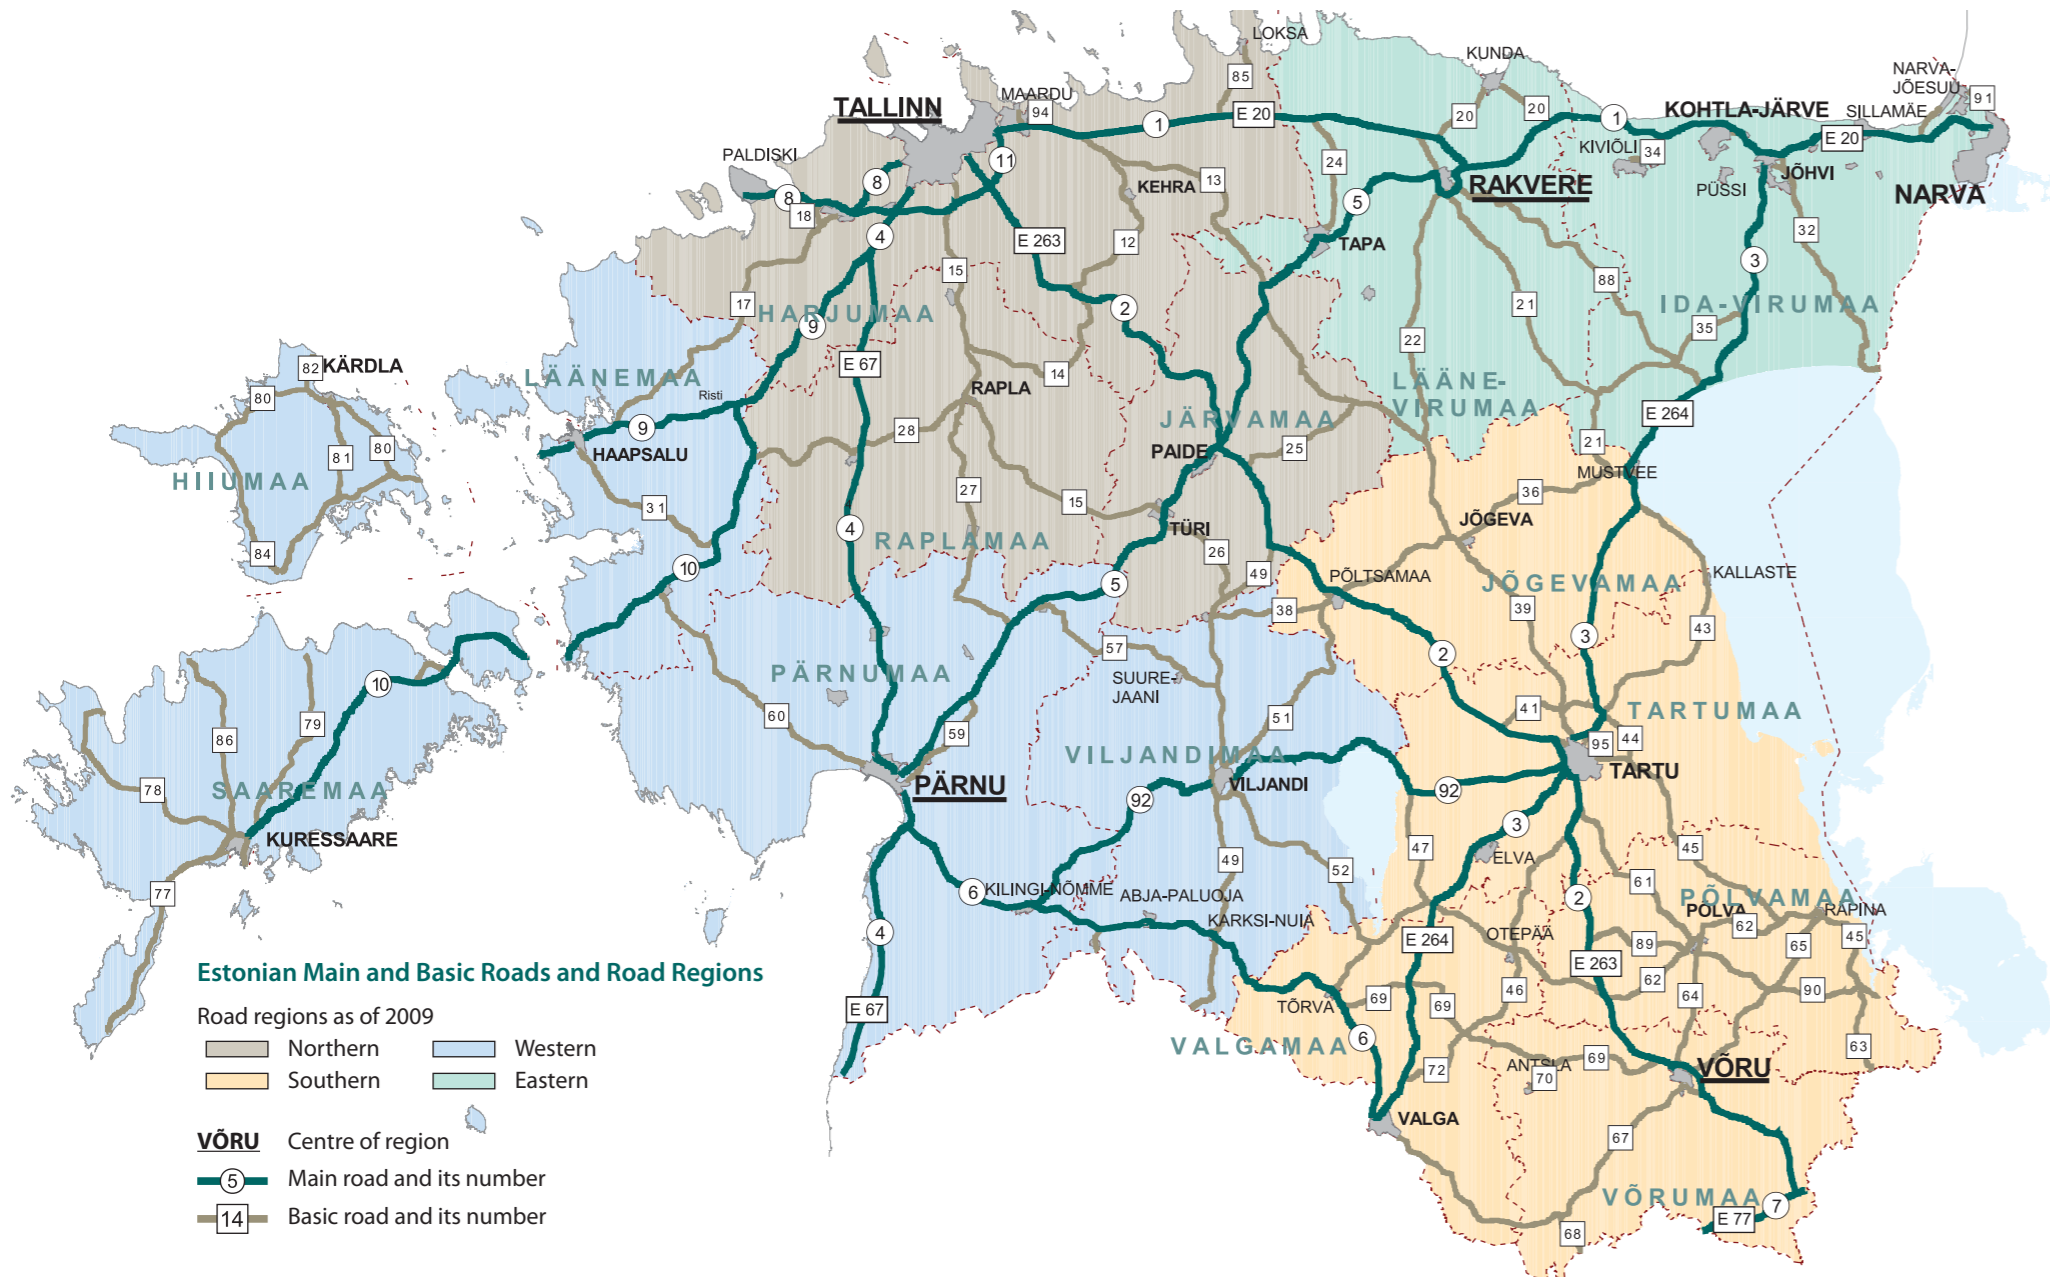 LOKSA
KUNDA
NARVA-
JÕESUU
85
MAARDU
94
TALLINN
1
E 20
20
20
1
KOHTLA-JÄRVE
SILLAMÄE
91
E 20
PALDISKI
11
8
8
18
KEHRA
13
24
KIVIÕLI
34
PÜSSI
JÕHVI
NARVA
RAKVERE
5
4
E 263
12
TAPA
32
3
15
88
17
HARJUMAA
9
2
21
IDA-VIRUMAA
35
22
E 67
82
KÄRDLA
80
LÄÄNEMAA
Risti
RAPLA
14
LÄÄNE-
VIRUMAA
E 264
9
28
JÄRVAMAA
HAAPSALU
PAIDE
25
21
81
80
HIIUMAA
MUSTVEE
27
15
36
31
JÕGEVA
4
TÜRI
RAPLAMAA
26
84
10
5
49
PÕLTSAMAA
JÕGEVAMAA
KALLASTE
38
39
43
3
57
2
SUURE-
JAANI
PÄRNUMAA
10
60
51
41
TARTUMAA
79
86
59
44
95
VILJANDIMAA
TARTU
PÄRNU
VILJANDI
78
SAAREMAA
92
92
KURESSAARE
3
47
ELVA
45
49
52
61
77
6
KILINGI-NÕMME
ABJA-PALUOJA
PÕLVAMAA
2
PÕLVA
RÄPINA
KARKSI-NUIA
62
4
E 264
OTEPÄÄ
89
65
45
E 263
62
Estonian Main and Basic Roads and Road Regions
46
64
90
TÕRVA
69
69
E 67
Road regions as of 2009
Northern
Western
Southern
Eastern
VALGAMAA
6
63
72
ANTSLA
70
69
VÕRU
VALGA
VÕRU
Centre of region
67
5
Main road and its number
VÕRUMAA
7
E 77
14
Basic road and its number
68